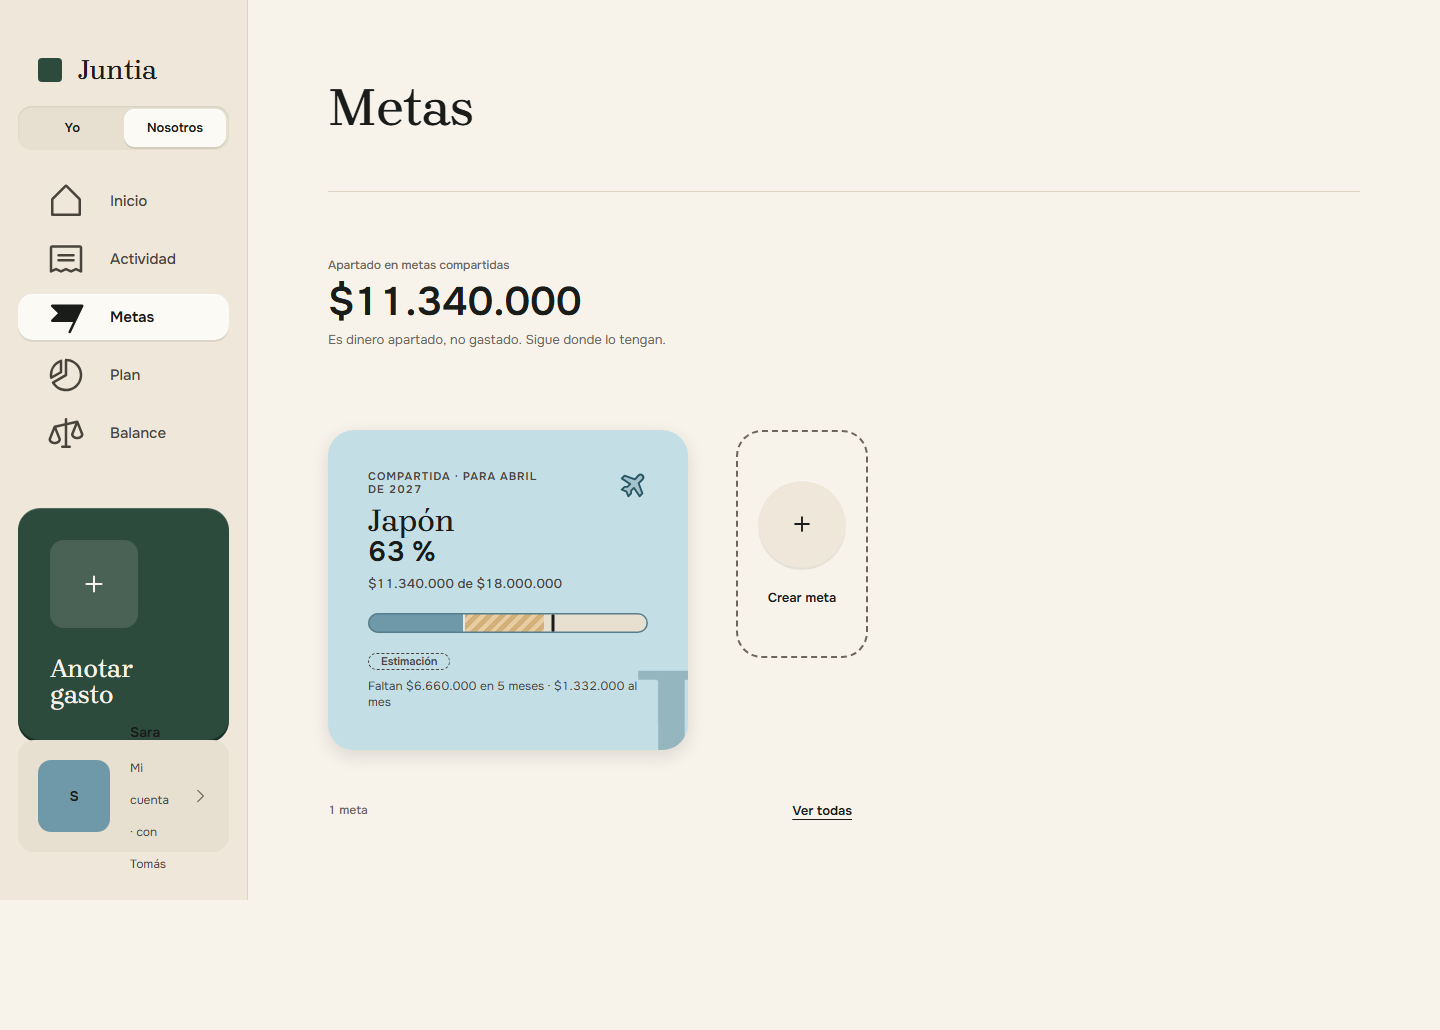 Juntia
Yo
Nosotros
Inicio
Actividad
Metas
Plan
Balance
Anotar
gasto
Sara
S
Mi
cuenta
· con
Tomás
Metas
Apartado en metas compartidas
$11.340.000
Es dinero apartado, no gastado. Sigue donde lo tengan.
COMPARTIDA · PARA ABRIL
DE 2027
Japón
63 %
$11.340.000 de $18.000.000
Estimación
Faltan $6.660.000 en 5 meses · $1.332.000 al
mes
J
Crear meta
1 meta
Ver todas